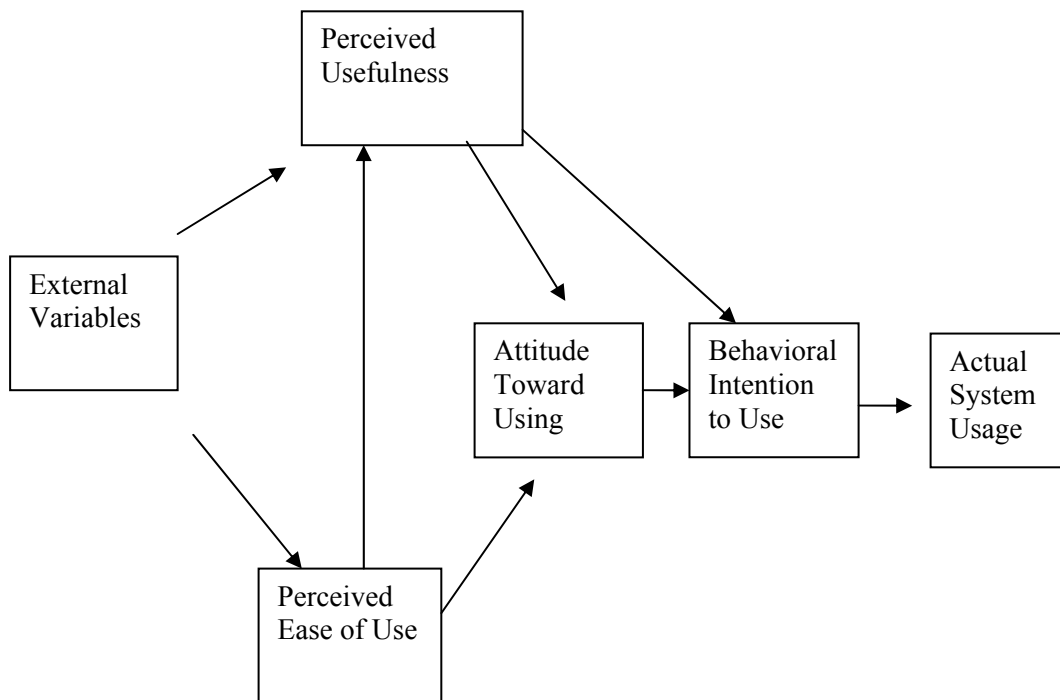 Perceived
Usefulness
External
Variables
Attitude
Toward
Using
Behavioral
Intention
to Use
Actual
System
Usage
Perceived
Ease of Use